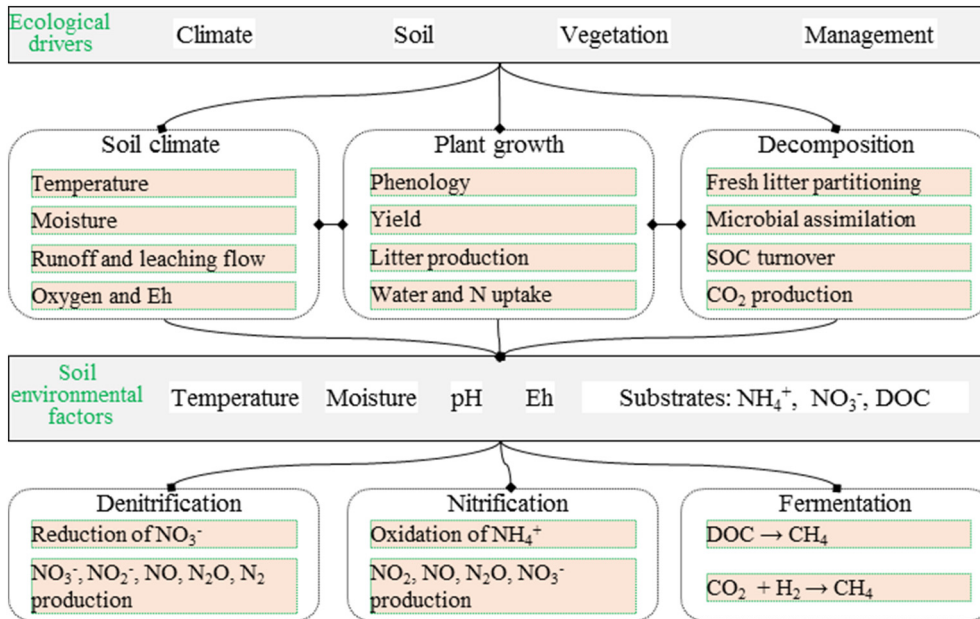 Ecological
drivers
Climate
Soil
Vegetation
Management
Soil climate
Temperature
Moisture
Runoff and leaching flow
Oxygen and Eh
Plant growth
Phenology
Yield
Litter production
Water and N uptake
Decomposition
Fresh litter partitioning
Microbial assimilation
SOC turnover
CO₂ production
Soil
environmental
factors
Temperature
Moisture
pH
Eh
Substrates: NH₄⁺, NO₃⁻, DOC
Denitrification
Reduction of NO₃⁻
NO₃⁻, NO₂⁻, NO, N₂O, N₂
production
Nitrification
Oxidation of NH₄⁺
NO₂, NO, N₂O, NO₃⁻
production
Fermentation
DOC → CH₄
CO₂ + H₂ → CH₄